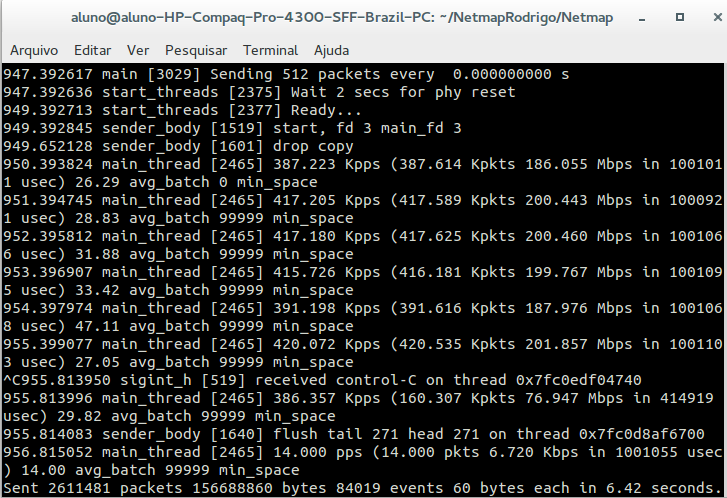 aluno@aluno-HP-Compaq-Pro-4300-SFF-Brazil-PC: ~/NetmapRodrigo/Netmap
Arquivo Editar Ver Pesquisar Terminal Ajuda
947.392617 main [3029] Sending 512 packets every  0.000000000 s
947.392636 start_threads [2375] Wait 2 secs for phy reset
949.392713 start_threads [2377] Ready...
949.392845 sender_body [1519] start, fd 3 main_fd 3
949.652128 sender_body [1601] drop copy
950.393824 main_thread [2465] 387.223 Kpps (387.614 Kpkts 186.055 Mbps in 100101
1 usec) 26.29 avg_batch 0 min_space
951.394745 main_thread [2465] 417.205 Kpps (417.589 Kpkts 200.443 Mbps in 100092
1 usec) 28.83 avg_batch 99999 min_space
952.395812 main_thread [2465] 417.180 Kpps (417.625 Kpkts 200.460 Mbps in 100106
6 usec) 31.88 avg_batch 99999 min_space
953.396907 main_thread [2465] 415.726 Kpps (416.181 Kpkts 199.767 Mbps in 100109
5 usec) 33.42 avg_batch 99999 min_space
954.397974 main_thread [2465] 391.198 Kpps (391.616 Kpkts 187.976 Mbps in 100106
8 usec) 47.11 avg_batch 99999 min_space
955.399077 main_thread [2465] 420.072 Kpps (420.535 Kpkts 201.857 Mbps in 100110
3 usec) 27.05 avg_batch 99999 min_space
^C955.813950 sigint_h [519] received control-C on thread 0x7fc0edf04740
955.813996 main_thread [2465] 386.357 Kpps (160.307 Kpkts 76.947 Mbps in 414919
usec) 29.82 avg_batch 99999 min_space
955.814083 sender_body [1640] flush tail 271 head 271 on thread 0x7fc0d8af6700
956.815052 main_thread [2465] 14.000 pps (14.000 pkts 6.720 Kbps in 1001055 usec
) 14.00 avg_batch 99999 min_space
Sent 2611481 packets 156688860 bytes 84019 events 60 bytes each in 6.42 seconds.